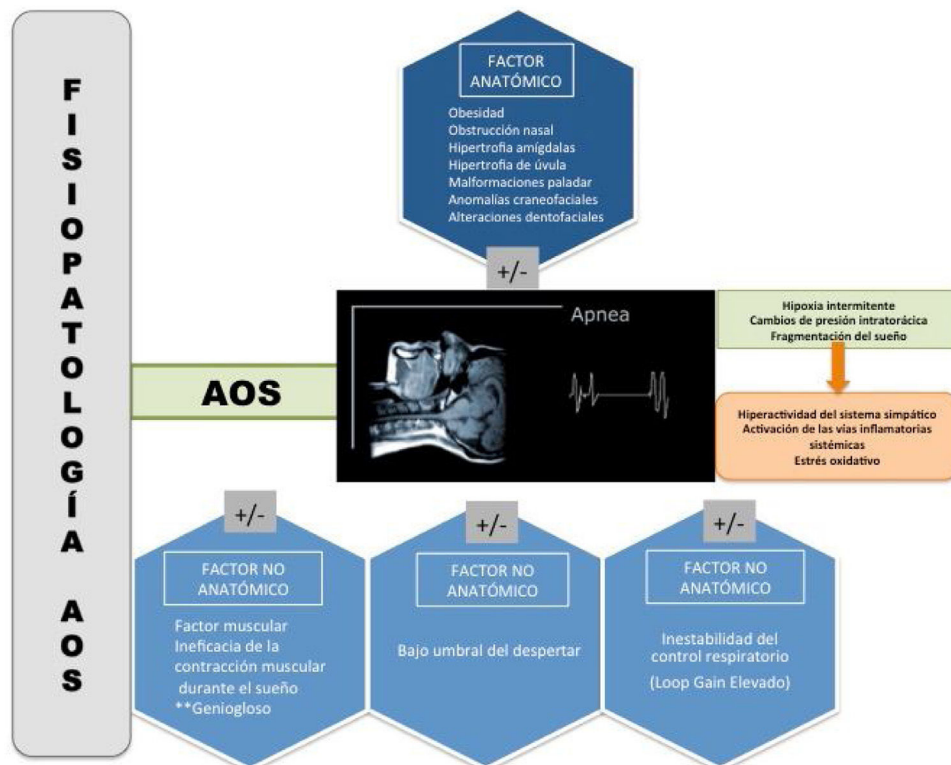 FISIOPATOLOGÍA AOS
FACTOR
ANATÓMICO
Obesidad
Obstrucción nasal
Hipertrofia amígdalas
Hipertrofia de úvula
Malformaciones paladar
Anomalías craneofaciales
Alteraciones dentofaciales
+/-
Apnea
AOS
Hipoxia intermitente
Cambios de presión intratorácica
Fragmentación del sueño
Hiperactividad del sistema simpático
Activación de las vías inflamatorias
sistémicas
Estrés oxidativo
+/-
FACTOR NO
ANATÓMICO
Factor muscular
Ineficacia de la
contracción muscular
durante el sueño
**Geniogloso
+/-
FACTOR NO
ANATÓMICO
Bajo umbral del despertar
+/-
FACTOR NO
ANATÓMICO
Inestabilidad del
control respiratorio
(Loop Gain Elevado)